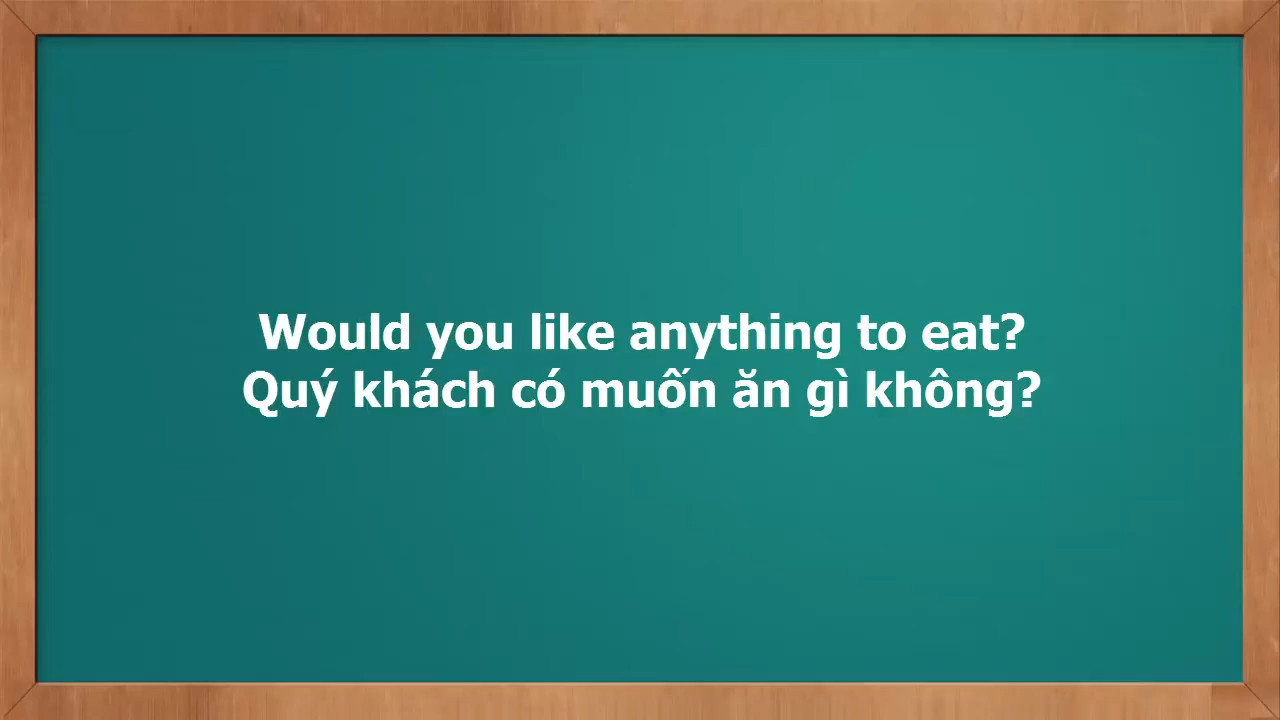 Would you like anything to eat?
Quý khách có muốn ăn gì không?